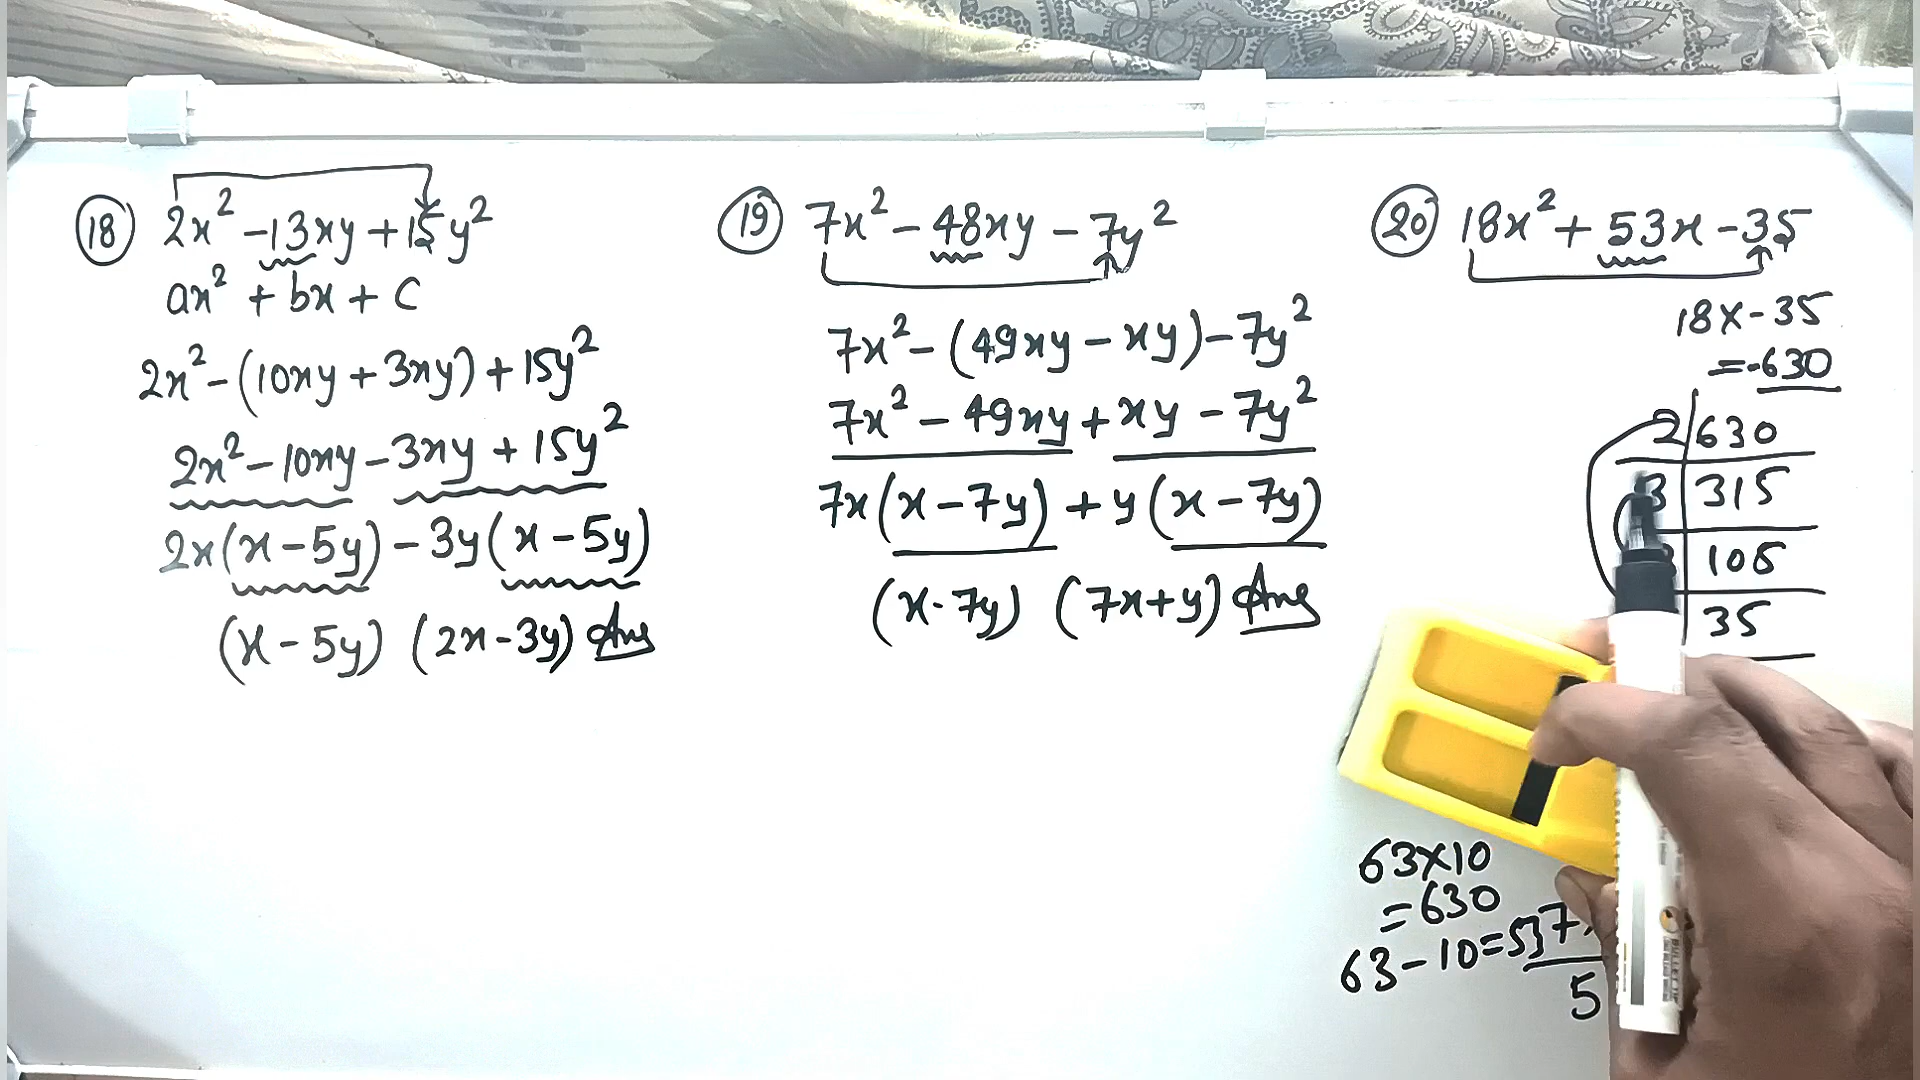 (18) 2x² - 13xy + 15y²
ax² + bx + c
2x² - (10xy + 3xy) + 15y²
2x² - 10xy - 3xy + 15y²
2x(x - 5y) - 3y(x - 5y)
(x - 5y) (2x - 3y) Ans
(19) 7x² - 48xy - 7y²
7x² - (49xy - xy) - 7y²
7x² - 49xy + xy - 7y²
7x(x - 7y) + y(x - 7y)
(x - 7y) (7x + y) Ans
(20) 18x² + 53x - 35
18x - 35
= -630
2 | 630
3 | 315
3 | 105
35
63x10
= 630
63 - 10 = 53
7
5